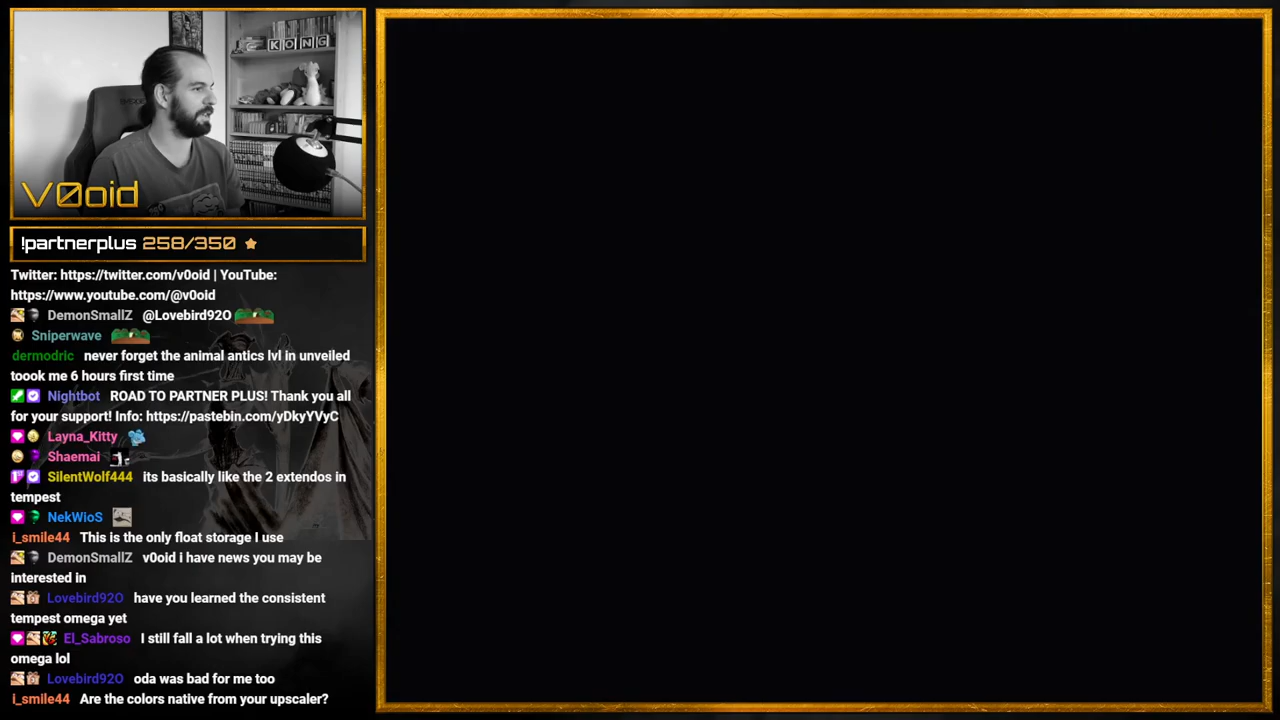 KONG
V0oid
!partnerplus 258/350
Twitter: https://twitter.com/v0oid | YouTube:
https://www.youtube.com/@v0oid
DemonSmallZ @Lovebird92O
Sniperwave
dermodric never forget the animal antics lvl in unveiled
toook me 6 hours first time
Nightbot ROAD TO PARTNER PLUS! Thank you all
for your support! Info: https://pastebin.com/yDkyYVyC
Layna_Kitty
Shaemai
SilentWolf444 its basically like the 2 extendos in
tempest
NekWioS
i_smile44 This is the only float storage I use
DemonSmallZ v0oid i have news you may be
interested in
Lovebird92O have you learned the consistent
tempest omega yet
El_Sabroso I still fall a lot when trying this
omega lol
Lovebird92O oda was bad for me too
i_smile44 Are the colors native from your upscaler?